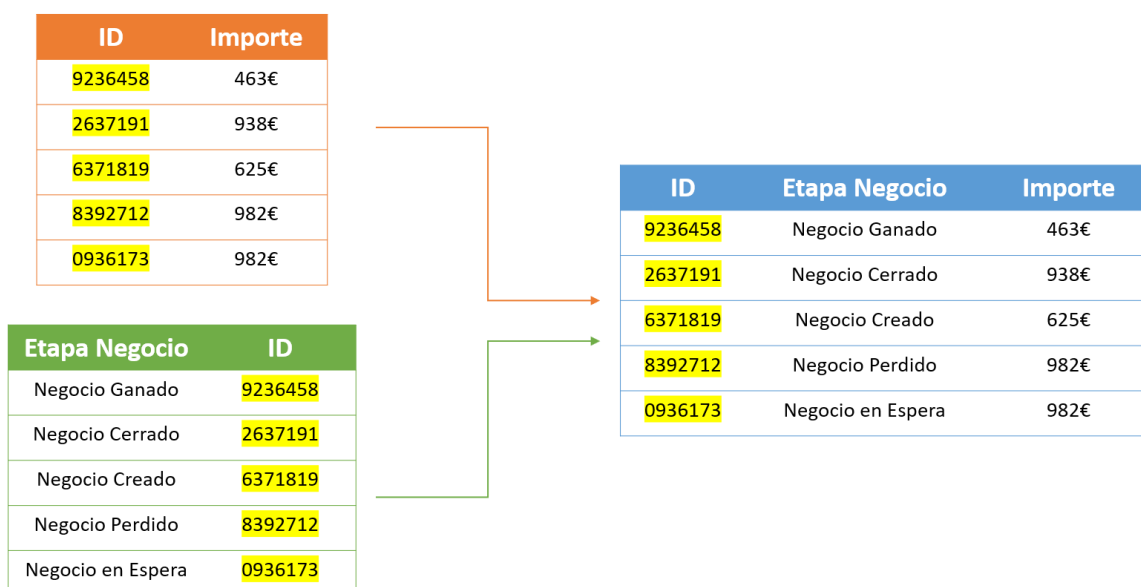 ID Importe
9236458 463€
2637191 938€
6371819 625€
8392712 982€
0936173 982€
Etapa Negocio ID
Negocio Ganado 9236458
Negocio Cerrado 2637191
Negocio Creado 6371819
Negocio Perdido 8392712
Negocio en Espera 0936173
ID Etapa Negocio Importe
9236458 Negocio Ganado 463€
2637191 Negocio Cerrado 938€
6371819 Negocio Creado 625€
8392712 Negocio Perdido 982€
0936173 Negocio en Espera 982€